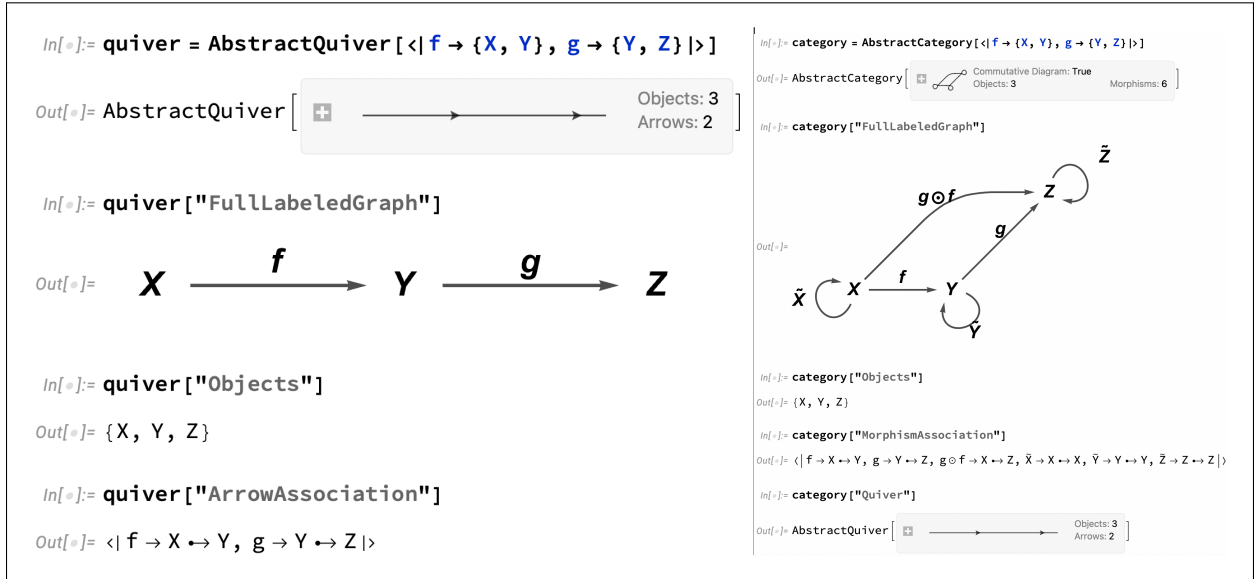 In[◦]:= quiver = AbstractQuiver[<|f → {X, Y}, g → {Y, Z}|>]
Out[◦]= AbstractQuiver[
Objects: 3
Arrows: 2
]
In[◦]:= quiver["FullLabeledGraph"]
Out[◦]= X f Y g Z
In[◦]:= quiver["Objects"]
Out[◦]= {X, Y, Z}
In[◦]:= quiver["ArrowAssociation"]
Out[◦]= <|f → X ↦ Y, g → Y ↦ Z|>
In[◦]:= category = AbstractCategory[<|f → {X, Y}, g → {Y, Z}|>]
Out[◦]= AbstractCategory[
Commutative Diagram: True
Objects: 3 Morphisms: 6
]
In[◦]:= category["FullLabeledGraph"]
Z̃
g⊙f Z
g
Out[◦]=
X̃ X f Y
Ỹ
In[◦]:= category["Objects"]
Out[◦]= {X, Y, Z}
In[◦]:= category["MorphismAssociation"]
Out[◦]= <|f → X ↦ Y, g → Y ↦ Z, g⊙f → X ↦ Z, X̃ → X ↦ X, Ỹ → Y ↦ Y, Z̃ → Z ↦ Z|>
In[◦]:= category["Quiver"]
Out[◦]= AbstractQuiver[
Objects: 3
Arrows: 2
]